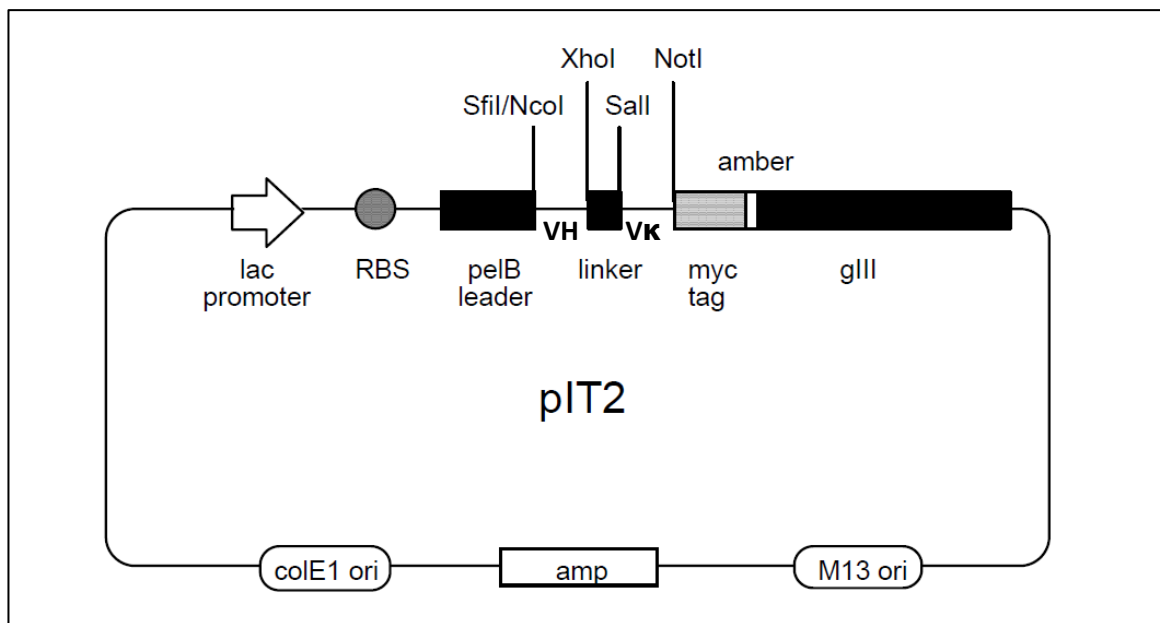 XhoI NotI
SfiI/NcoI SalI
amber
VH Vκ
lac
promoter
RBS
pelB
leader
linker
myc
tag
gIII
pIT2
colE1 ori
amp
M13 ori